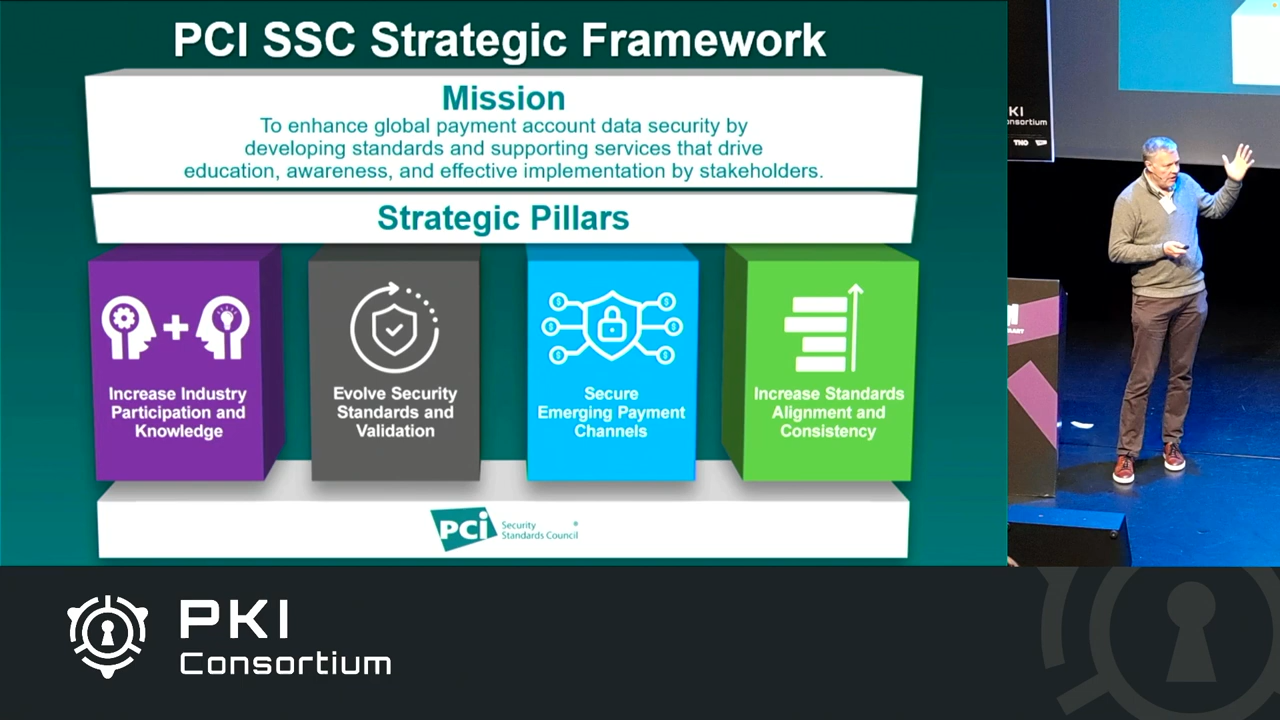 PCI SSC Strategic Framework
Mission
To enhance global payment account data security by
developing standards and supporting services that drive
education, awareness, and effective implementation by stakeholders.
Strategic Pillars
Increase Industry
Participation and
Knowledge
Evolve Security
Standards and
Validation
Secure
Emerging Payment
Channels
Increase Standards
Alignment and
Consistency
PCi
Security
Standards Council
®
PKI
Consortium